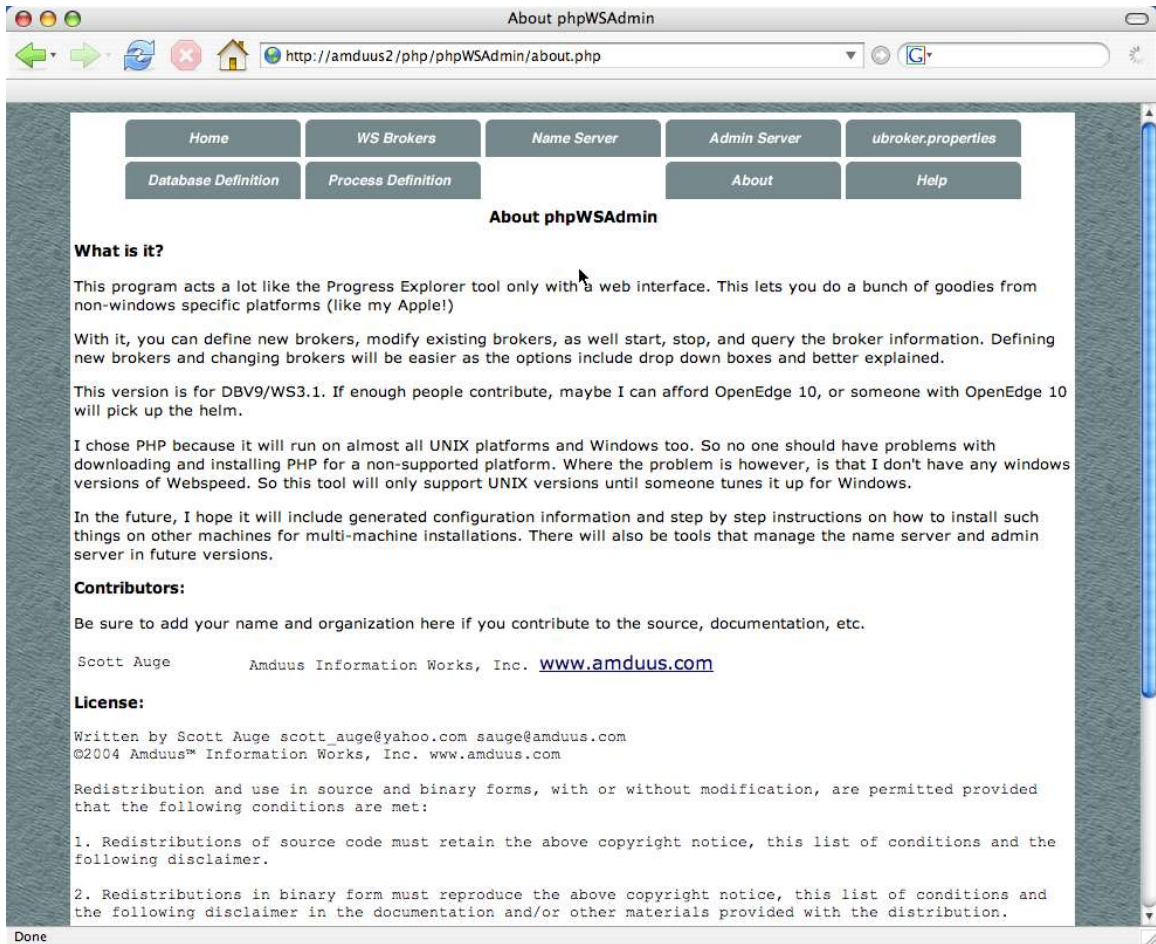 About phpWSAdmin
http://amduus2/php/phpWSAdmin/about.php
G
Home
WS Brokers
Name Server
Admin Server
ubroker.properties
Database Definition
Process Definition
About
Help
About phpWSAdmin
What is it?
This program acts a lot like the Progress Explorer tool only with a web interface. This lets you do a bunch of goodies from
non-windows specific platforms (like my Apple!)
With it, you can define new brokers, modify existing brokers, as well start, stop, and query the broker information. Defining
new brokers and changing brokers will be easier as the options include drop down boxes and better explained.
This version is for DBV9/WS3.1. If enough people contribute, maybe I can afford OpenEdge 10, or someone with OpenEdge 10
will pick up the helm.
I chose PHP because it will run on almost all UNIX platforms and Windows too. So no one should have problems with
downloading and installing PHP for a non-supported platform. Where the problem is however, is that I don't have any windows
versions of Webspeed. So this tool will only support UNIX versions until someone tunes it up for Windows.
In the future, I hope it will include generated configuration information and step by step instructions on how to install such
things on other machines for multi-machine installations. There will also be tools that manage the name server and admin
server in future versions.
Contributors:
Be sure to add your name and organization here if you contribute to the source, documentation, etc.
Scott Auge Amduus Information Works, Inc. www.amduus.com
License:
Written by Scott Auge scott_auge@yahoo.com sauge@amduus.com
©2004 Amduus™ Information Works, Inc. www.amduus.com
Redistribution and use in source and binary forms, with or without modification, are permitted provided
that the following conditions are met:
1. Redistributions of source code must retain the above copyright notice, this list of conditions and the
following disclaimer.
2. Redistributions in binary form must reproduce the above copyright notice, this list of conditions and
the following disclaimer in the documentation and/or other materials provided with the distribution.
Done